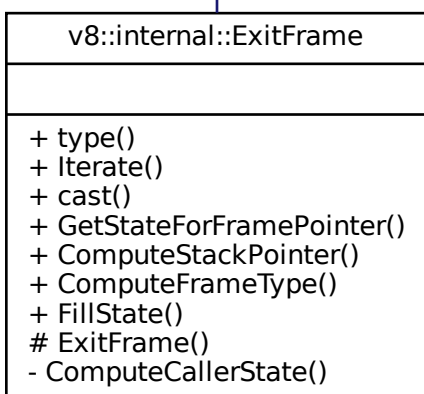 v8::internal::ExitFrame
+ type()
+ Iterate()
+ cast()
+ GetStateForFramePointer()
+ ComputeStackPointer()
+ ComputeFrameType()
+ FillState()
# ExitFrame()
- ComputeCallerState()